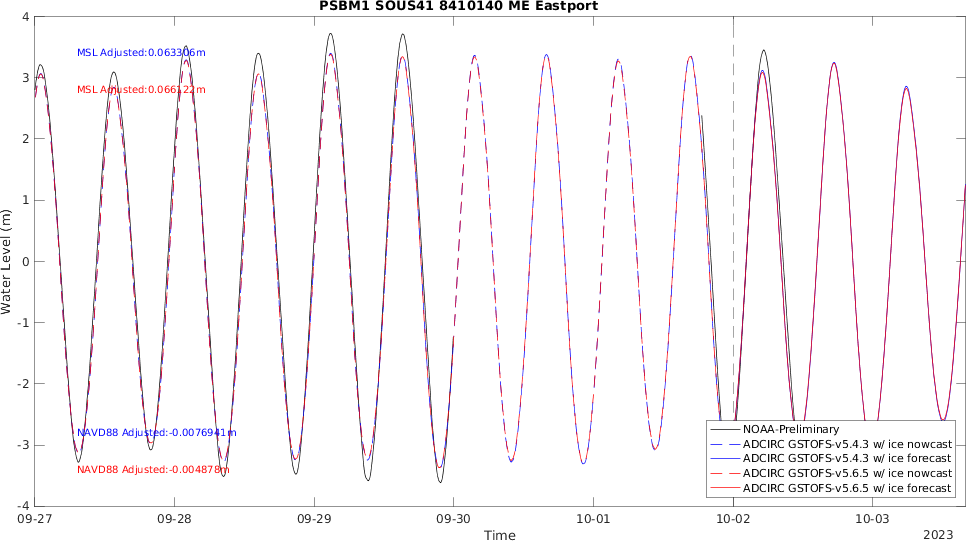 PSBM1 SOUS41 8410140 ME Eastport
4
3
2
1
0
-1
-2
-3
-4
Water Level (m)
MSL Adjusted:0.063306m
MSL Adjusted:0.066122m
NAVD88 Adjusted:-0.0076941m
NAVD88 Adjusted:-0.004878m
NOAA-Preliminary
ADCIRC GSTOFS-v5.4.3 w/ ice nowcast
ADCIRC GSTOFS-v5.4.3 w/ ice forecast
ADCIRC GSTOFS-v5.6.5 w/ ice nowcast
ADCIRC GSTOFS-v5.6.5 w/ ice forecast
09-27 09-28 09-29 09-30 10-01 10-02 10-03
Time
2023